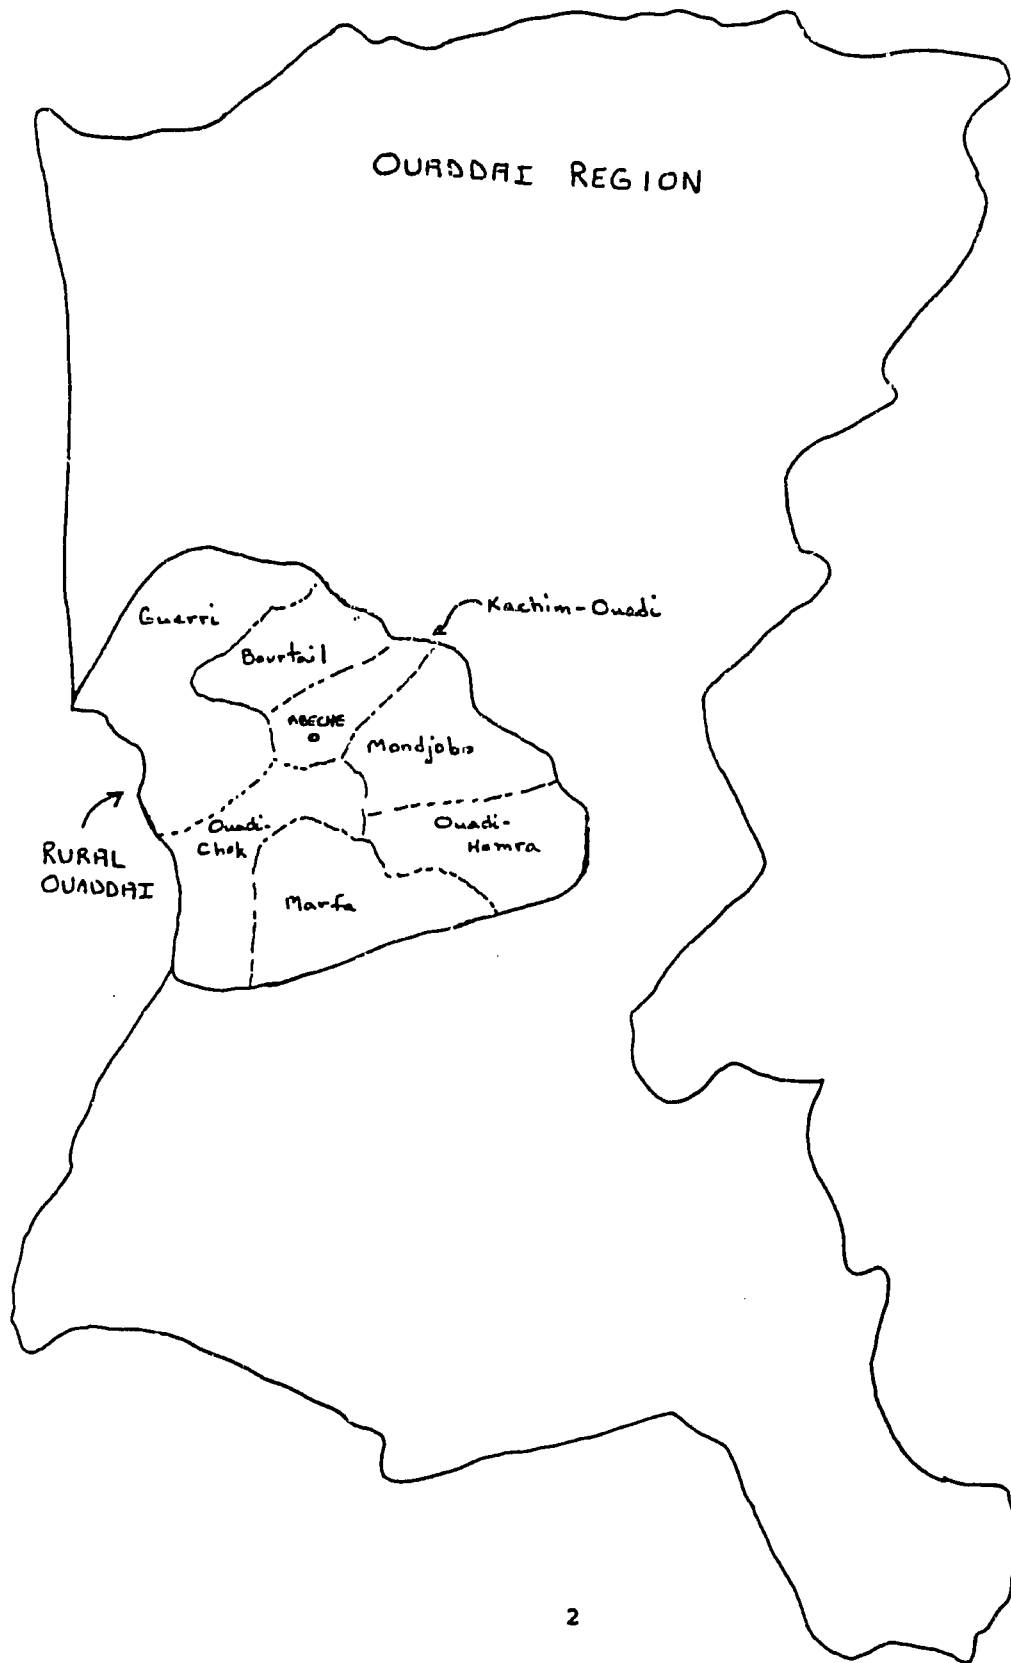 OUADDAI REGION
Kachim-Ouadi
Guerri
Bourtail
ABECHE
Mondjobo
Ouadi-
Chok
Ouadi-
Hamra
RURAL
OUADDAI
Marfa
2